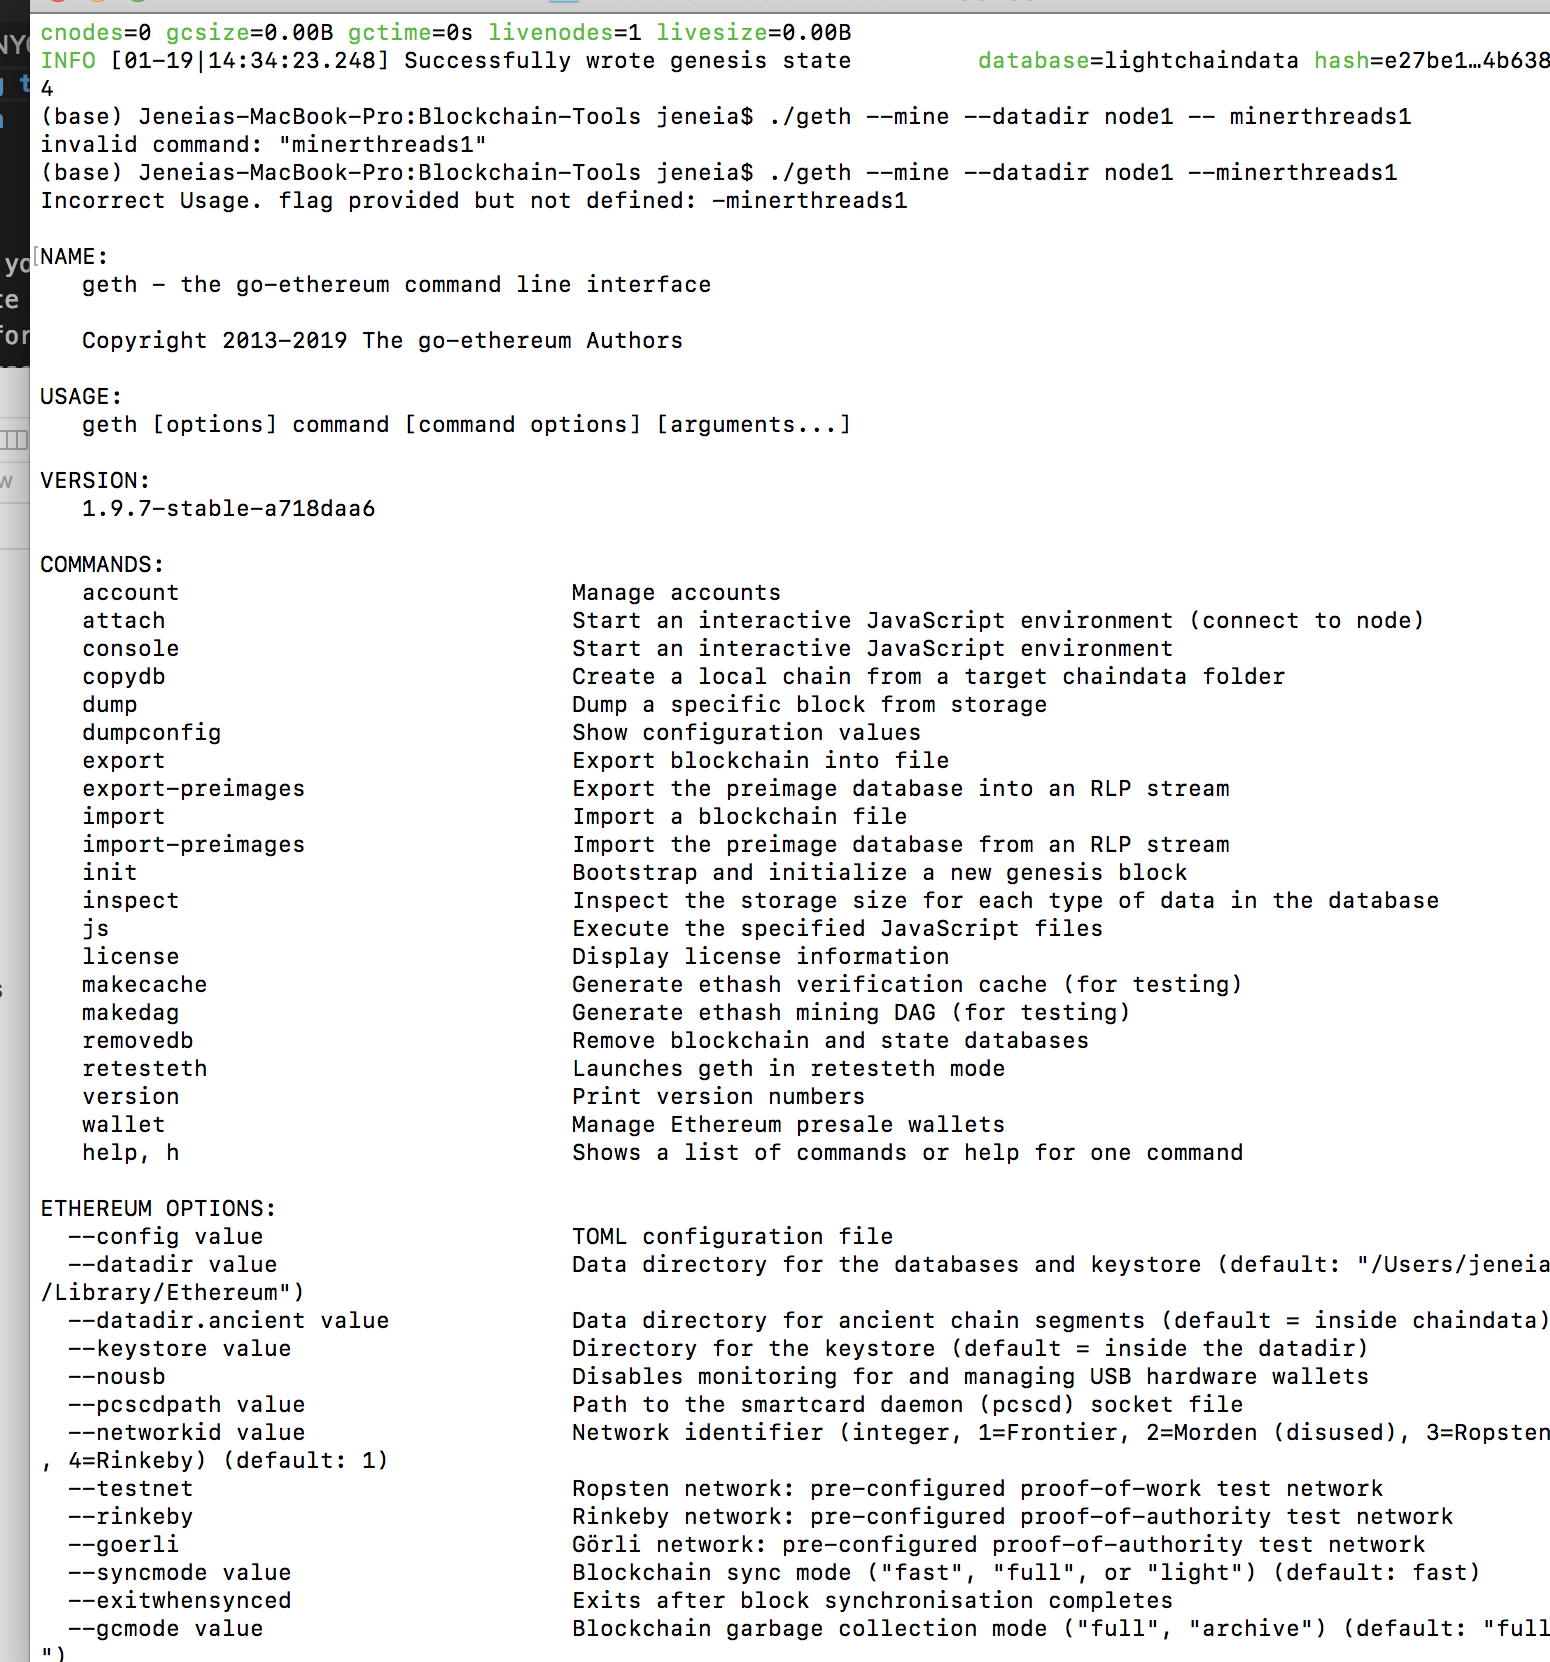 cnodes=0 gcsize=0.00B gctime=0s livenodes=1 livesize=0.00B
INFO [01-19|14:34:23.248] Successfully wrote genesis state         database=lightchaindata hash=e27be1…4b638
4
(base) Jeneias-MacBook-Pro:Blockchain-Tools jeneia$ ./geth --mine --datadir node1 -- minerthreads1
invalid command: "minerthreads1"
(base) Jeneias-MacBook-Pro:Blockchain-Tools jeneia$ ./geth --mine --datadir node1 --minerthreads1
Incorrect Usage. flag provided but not defined: -minerthreads1
[NAME:
geth - the go-ethereum command line interface
Copyright 2013-2019 The go-ethereum Authors
USAGE:
geth [options] command [command options] [arguments...]
VERSION:
1.9.7-stable-a718daa6
COMMANDS:
account                            Manage accounts
attach                             Start an interactive JavaScript environment (connect to node)
console                            Start an interactive JavaScript environment
copydb                             Create a local chain from a target chaindata folder
dump                               Dump a specific block from storage
dumpconfig                         Show configuration values
export                             Export blockchain into file
export-preimages                   Export the preimage database into an RLP stream
import                             Import a blockchain file
import-preimages                   Import the preimage database from an RLP stream
init                               Bootstrap and initialize a new genesis block
inspect                            Inspect the storage size for each type of data in the database
js                                 Execute the specified JavaScript files
license                            Display license information
makecache                          Generate ethash verification cache (for testing)
makedag                            Generate ethash mining DAG (for testing)
removedb                           Remove blockchain and state databases
retesteth                          Launches geth in retesteth mode
version                            Print version numbers
wallet                             Manage Ethereum presale wallets
help, h                            Shows a list of commands or help for one command
ETHEREUM OPTIONS:
--config value                      TOML configuration file
--datadir value                     Data directory for the databases and keystore (default: "/Users/jeneia
/Library/Ethereum")
--datadir.ancient value             Data directory for ancient chain segments (default = inside chaindata)
--keystore value                    Directory for the keystore (default = inside the datadir)
--nousb                             Disables monitoring for and managing USB hardware wallets
--pcscdpath value                   Path to the smartcard daemon (pcscd) socket file
--networkid value                   Network identifier (integer, 1=Frontier, 2=Morden (disused), 3=Ropsten
, 4=Rinkeby) (default: 1)
--testnet                           Ropsten network: pre-configured proof-of-work test network
--rinkeby                           Rinkeby network: pre-configured proof-of-authority test network
--goerli                            Görli network: pre-configured proof-of-authority test network
--syncmode value                    Blockchain sync mode ("fast", "full", or "light") (default: fast)
--exitwhensynced                    Exits after block synchronisation completes
--gcmode value                      Blockchain garbage collection mode ("full", "archive") (default: "full
")